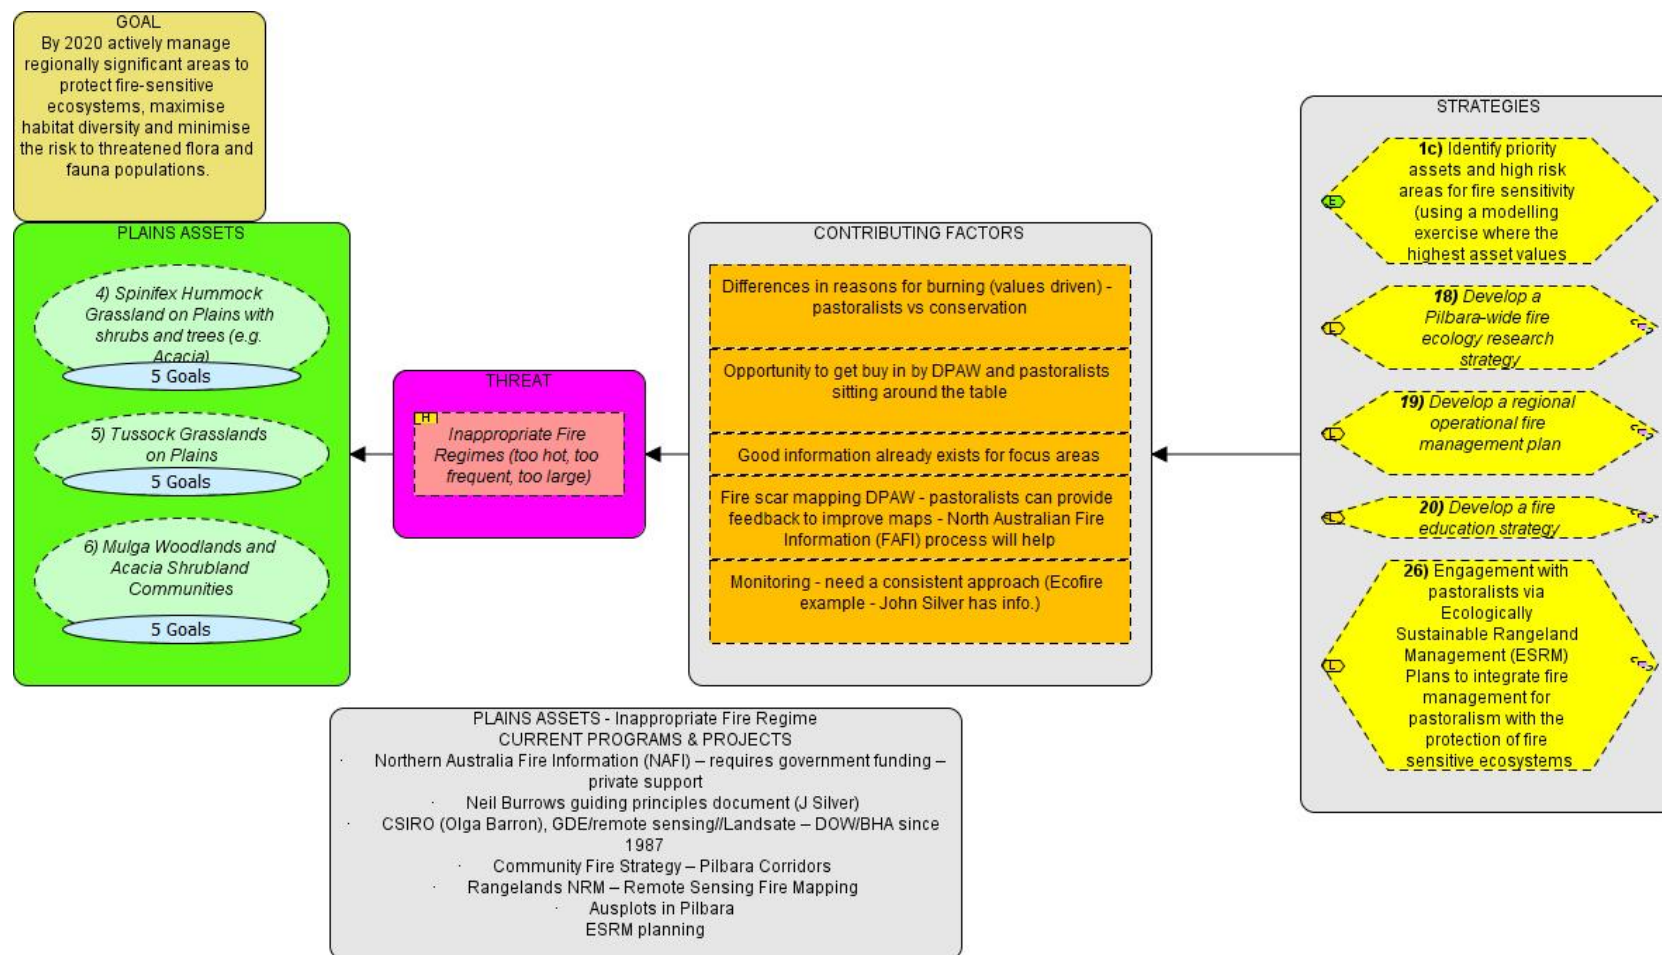 GOAL
By 2020 actively manage
regionally significant areas to
protect fire-sensitive
ecosystems, maximise
habitat diversity and minimise
the risk to threatened flora and
fauna populations.
PLAINS ASSETS
4) Spinifex Hummock
Grassland on Plains with
shrubs and trees (e.g.
Acacia)
5 Goals
5) Tussock Grasslands
on Plains
5 Goals
6) Mulga Woodlands and
Acacia Shrubland
Communities
5 Goals
THREAT
H
Inappropriate Fire
Regimes (too hot, too
frequent, too large)
CONTRIBUTING FACTORS
Differences in reasons for burning (values driven) -
pastoralists vs conservation
Opportunity to get buy in by DPAW and pastoralists
sitting around the table
Good information already exists for focus areas
Fire scar mapping DPAW - pastoralists can provide
feedback to improve maps - North Australian Fire
Information (FAFI) process will help
Monitoring - need a consistent approach (Ecofire
example - John Silver has info.)
STRATEGIES
1c) Identify priority
assets and high risk
areas for fire sensitivity
(using a modelling
exercise where the
highest asset values
E
18) Develop a
Pilbara-wide fire
ecology research
strategy
L
19) Develop a regional
operational fire
management plan
L
20) Develop a fire
education strategy
L
26) Engagement with
pastoralists via
Ecologically
Sustainable Rangeland
Management (ESRM)
Plans to integrate fire
management for
pastoralism with the
protection of fire
sensitive ecosystems
L
PLAINS ASSETS - Inappropriate Fire Regime
CURRENT PROGRAMS & PROJECTS
· Northern Australia Fire Information (NAFI) – requires government funding –
private support
· Neil Burrows guiding principles document (J Silver)
· CSIRO (Olga Barron), GDE/remote sensing//Landsate – DOW/BHA since
1987
· Community Fire Strategy – Pilbara Corridors
· Rangelands NRM – Remote Sensing Fire Mapping
· Ausplots in Pilbara
ESRM planning